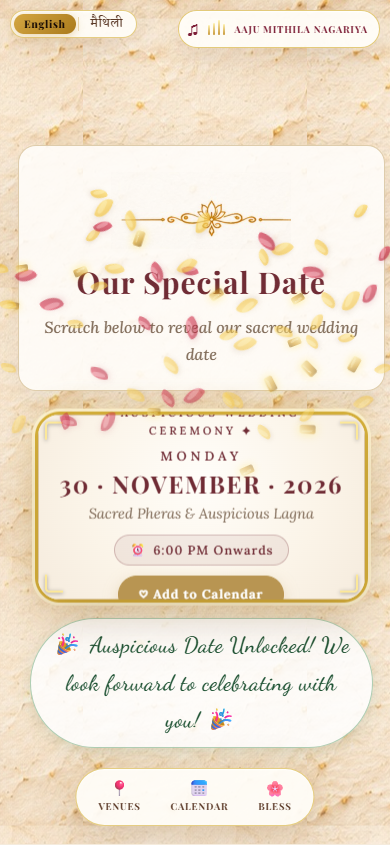 English
मैथिली
AAJU MITHILA NAGARIYA
Our Special Date
Scratch below to reveal our sacred wedding
date
AUSPICIOUS WEDDING
CEREMONY ✦
MONDAY
30 · NOVEMBER · 2026
Sacred Pheras & Auspicious Lagna
6:00 PM Onwards
♡ Add to Calendar
🎉 Auspicious Date Unlocked! We
look forward to celebrating with
you! 🎉
VENUES
CALENDAR
BLESS